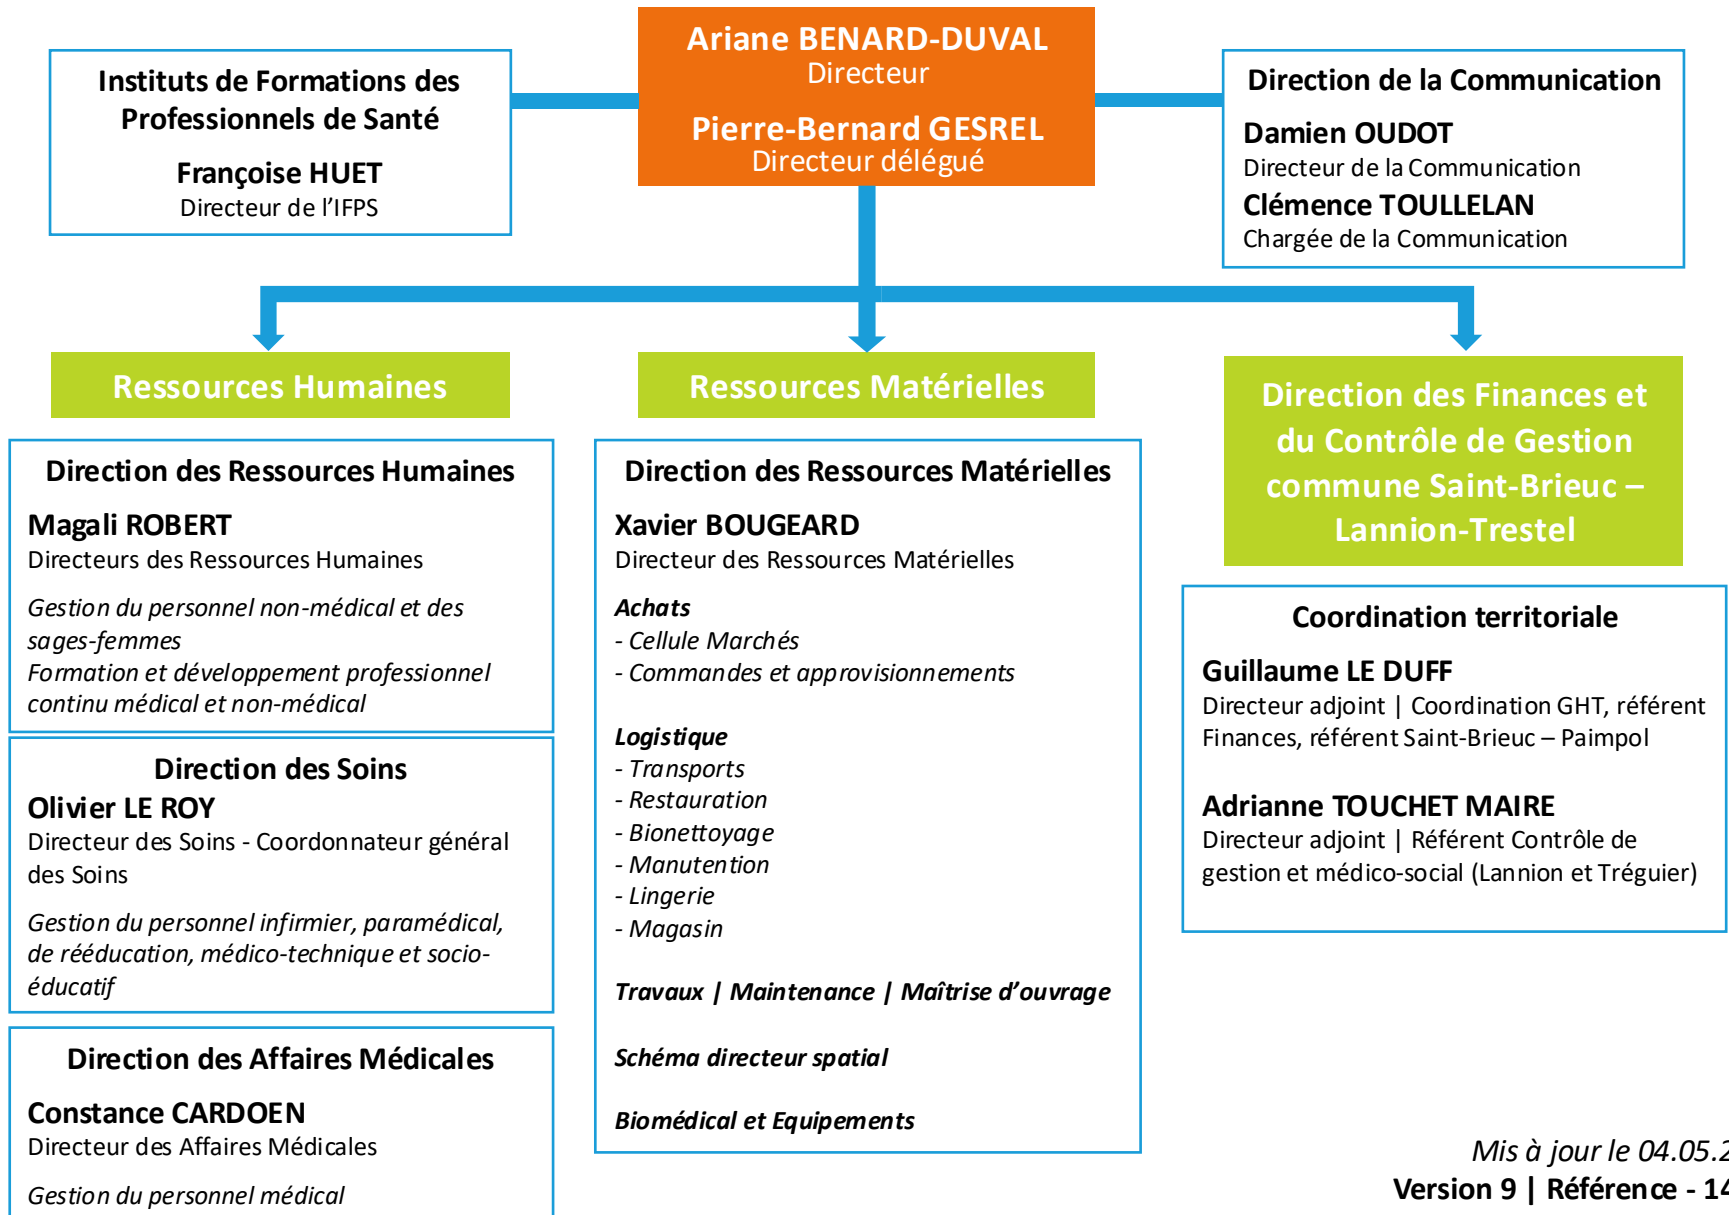 Ariane BENARD-DUVAL
Directeur
Pierre-Bernard GESREL
Directeur délégué
Instituts de Formations des
Professionnels de Santé
Françoise HUET
Directeur de l’IFPS
Direction de la Communication
Damien OUDOT
Directeur de la Communication
Clémence TOULLELAN
Chargée de la Communication
Ressources Humaines
Direction des Ressources Humaines
Magali ROBERT
Directeurs des Ressources Humaines
Gestion du personnel non-médical et des
sages-femmes
Formation et développement professionnel
continu médical et non-médical
Direction des Soins
Olivier LE ROY
Directeur des Soins - Coordonnateur général
des Soins
Gestion du personnel infirmier, paramédical,
de rééducation, médico-technique et socio-
éducatif
Direction des Affaires Médicales
Constance CARDOEN
Directeur des Affaires Médicales
Gestion du personnel médical
Ressources Matérielles
Direction des Ressources Matérielles
Xavier BOUGEARD
Directeur des Ressources Matérielles
Achats
- Cellule Marchés
- Commandes et approvisionnements
Logistique
- Transports
- Restauration
- Bionettoyage
- Manutention
- Lingerie
- Magasin
Travaux | Maintenance | Maîtrise d’ouvrage
Schéma directeur spatial
Biomédical et Equipements
Direction des Finances et
du Contrôle de Gestion
commune Saint-Brieuc –
Lannion-Trestel
Coordination territoriale
Guillaume LE DUFF
Directeur adjoint | Coordination GHT, référent
Finances, référent Saint-Brieuc – Paimpol
Adrianne TOUCHET MAIRE
Directeur adjoint | Référent Contrôle de
gestion et médico-social (Lannion et Tréguier)
Mis à jour le 04.05.2
Version 9 | Référence - 14